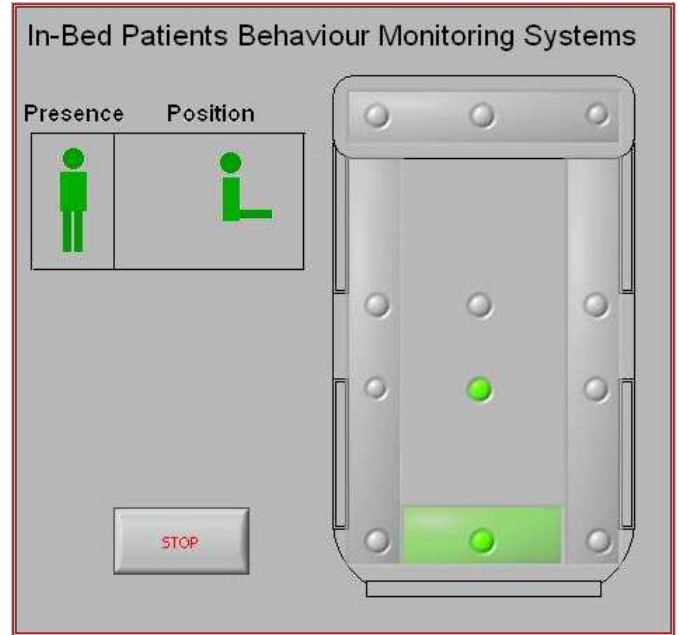 In-Bed Patients Behaviour Monitoring Systems
Presence Position
STOP